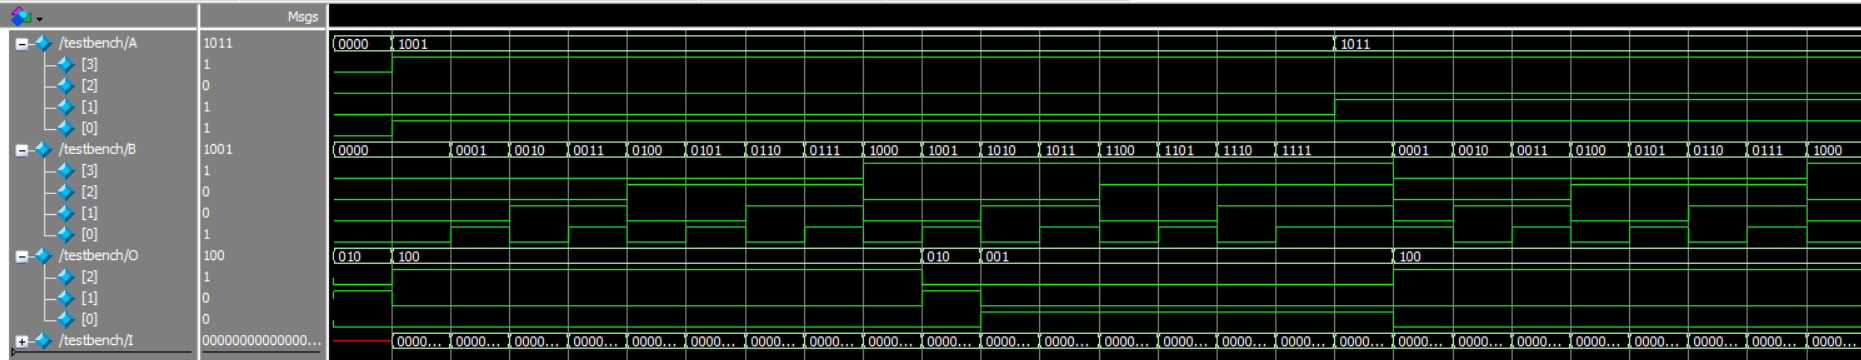 Msgs
/testbench/A 1011 0000 1001 1011
[3] 1
[2] 0
[1] 1
[0] 1
/testbench/B 1001 0000 0001 0010 0011 0100 0101 0110 0111 1000 1001 1010 1011 1100 1101 1110 1111 0001 0010 0011 0100 0101 0110 0111 1000
[3] 1
[2] 0
[1] 0
[0] 1
/testbench/O 100 010 100 010 001 100
[2] 1
[1] 0
[0] 0
/testbench/I 00000000000000... 0000... 0000... 0000... 0000... 0000... 0000... 0000... 0000... 0000... 0000... 0000... 0000... 0000... 0000... 0000... 0000... 0000... 0000... 0000... 0000... 0000... 0000... 0000... 0000... 0000...